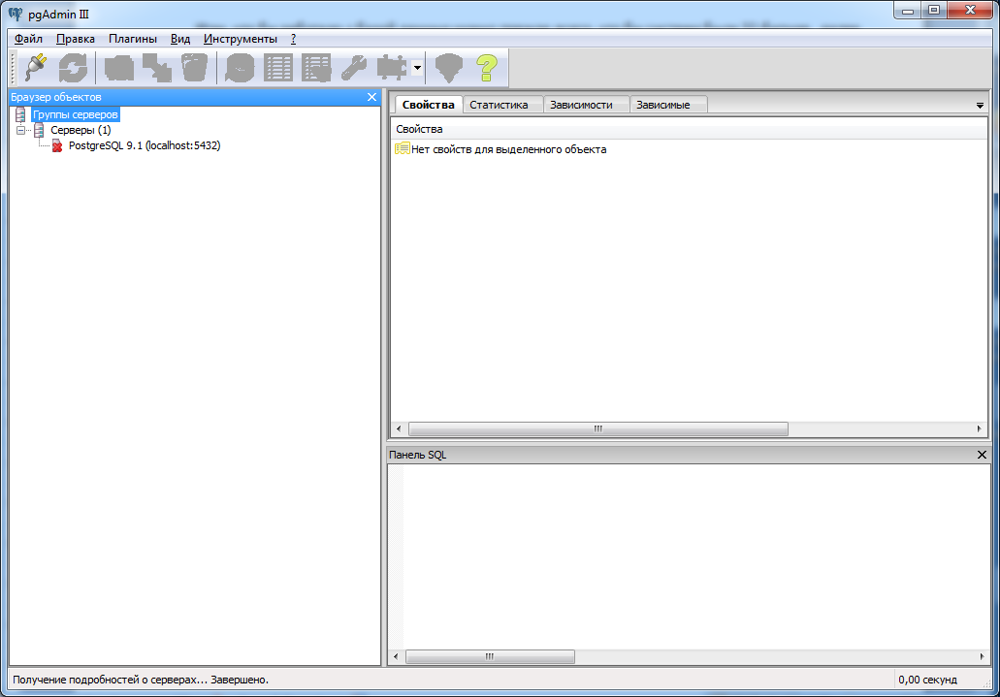 pgAdmin III
Файл Правка Плагины Вид Инструменты ?
Браузер объектов
Группы серверов
Серверы (1)
PostgreSQL 9.1 (localhost:5432)
Свойства Статистика Зависимости Зависимые
Свойства
Нет свойств для выделенного объекта
Панель SQL
Получение подробностей о серверах... Завершено.
0,00 секунд